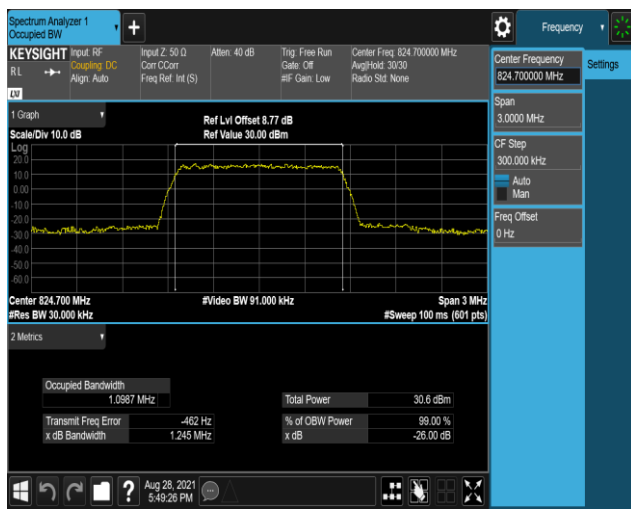 Spectrum Analyzer 1
Occupied BW
Frequency
KEYSIGHT
Input: RF
Coupling: DC
Align: Auto
Input Z: 50 Ω
Corr CCorr
Freq Ref: Int (S)
Atten: 40 dB
Trig: Free Run
Gate: Off
#IF Gain: Low
Center Freq: 824.700000 MHz
Avg|Hold: 30/30
Radio Std: None
R L
LXI
Center Frequency
824.700000 MHz
Settings
Span
3.0000 MHz
CF Step
300.000 kHz
Auto
Man
Freq Offset
0 Hz
1 Graph
Scale/Div 10.0 dB
Ref Lvl Offset 8.77 dB
Ref Value 30.00 dBm
Log
20.0
10.0
0.00
-10.0
-20.0
-30.0
-40.0
-50.0
-60.0
Center 824.700 MHz
#Res BW 30.000 kHz
#Video BW 91.000 kHz
Span 3 MHz
#Sweep 100 ms (601 pts)
2 Metrics
Occupied Bandwidth
1.0987 MHz
Total Power 30.6 dBm
Transmit Freq Error -462 Hz
% of OBW Power 99.00 %
x dB Bandwidth 1.245 MHz
x dB -26.00 dB
?
Aug 28, 2021
5:49:26 PM